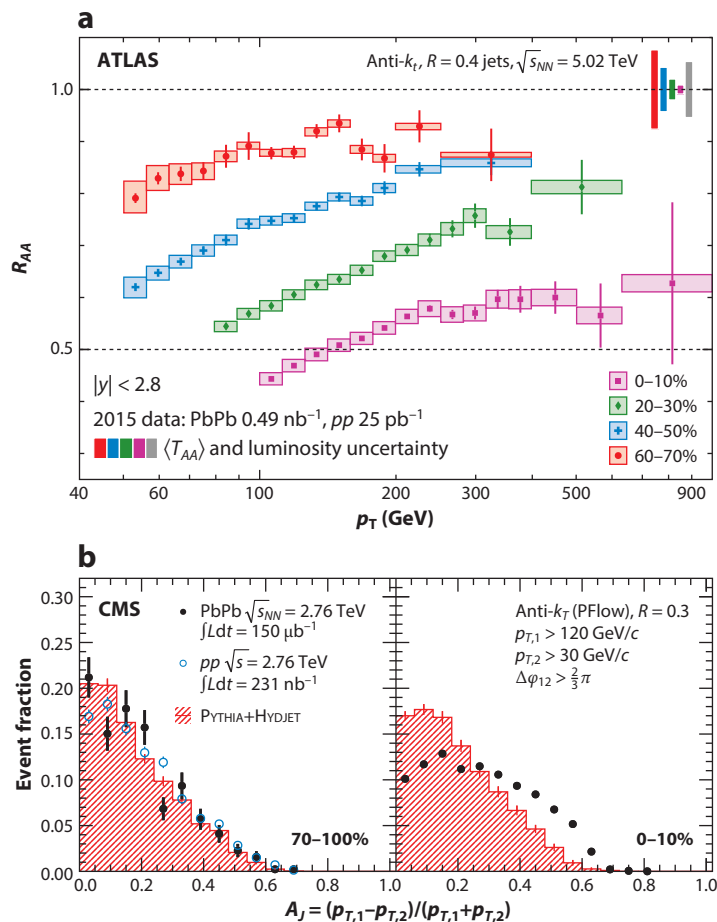 a
ATLAS
Anti-kt, R = 0.4 jets, √sNN = 5.02 TeV
1.0
0.5
RAA
|y| < 2.8
2015 data: PbPb 0.49 nb⁻¹, pp 25 pb⁻¹
⟨TAA⟩ and luminosity uncertainty
0–10%
20–30%
40–50%
60–70%
40 60 100 200 300 500 900
pT (GeV)
b
CMS
PbPb √sNN = 2.76 TeV
∫Ldt = 150 μb⁻¹
pp √s = 2.76 TeV
∫Ldt = 231 nb⁻¹
PYTHIA+HYDJET
70–100%
Anti-kT (PFlow), R = 0.3
pT,1 > 120 GeV/c
pT,2 > 30 GeV/c
Δφ12 > 2/3 π
0–10%
0.30
0.25
0.20
0.15
0.10
0.05
0
Event fraction
0.0 0.2 0.4 0.6 0.8 1.0 0.0 0.2 0.4 0.6 0.8 1.0
AJ = (pT,1–pT,2)/(pT,1+pT,2)